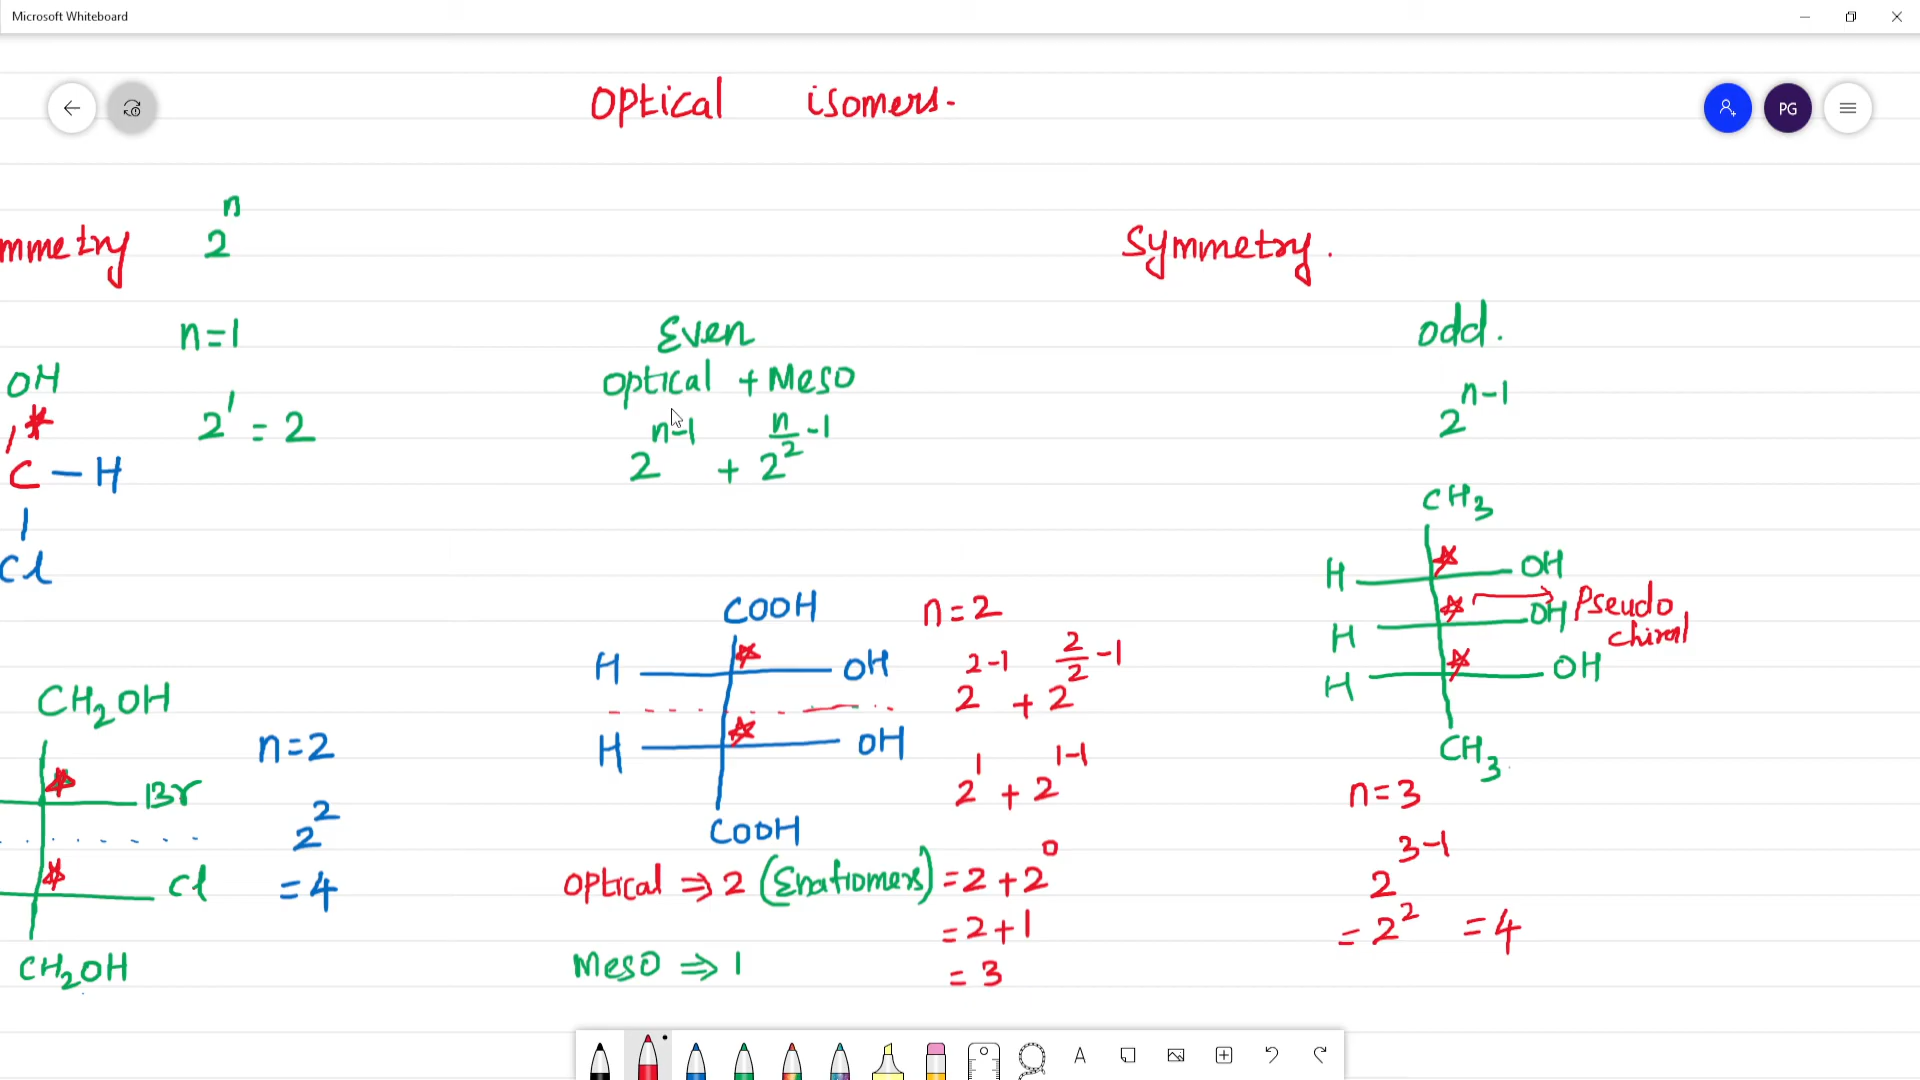 Microsoft Whiteboard
Optical isomers.
PG
mmetry 2^n
Symmetry.
n=1
2^1 = 2
OH
*
C - H
Cl
CH2OH
Br
Cl
CH2OH
n=2
2^2
=4
Even
Optical + Meso
2^n-1 + 2^n/2-1
COOH
H OH
H OH
COOH
n=2
2^2-1 + 2^2/2-1
2^1 + 2^1-1
Optical ⇒ 2 (Enatiomers) = 2+2^0
= 2+1
Meso ⇒ 1
= 3
odd.
2^n-1
CH3
H OH
H OH Pseudo chiral
H OH
CH3
n=3
2^3-1
= 2^2 = 4
A